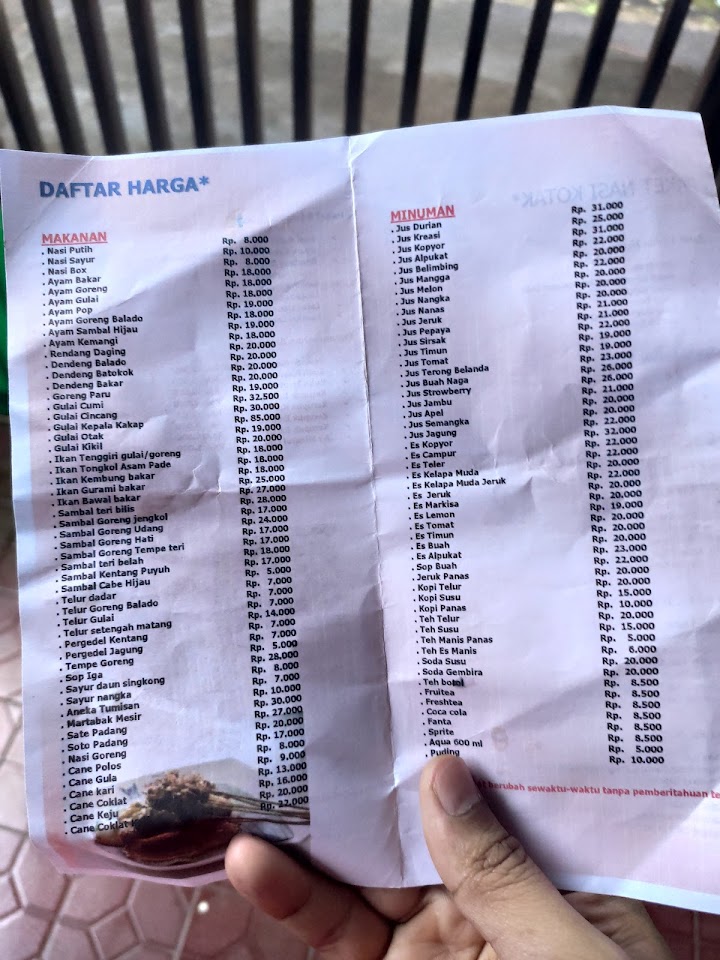 DAFTAR HARGA*
MAKANAN
. Nasi Putih
. Nasi Sayur
. Nasi Box
. Ayam Bakar
. Ayam Goreng
. Ayam Gulai
. Ayam Pop
. Ayam Goreng Balado
. Ayam Sambal Hijau
. Ayam Kemangi
. Rendang Daging
. Dendeng Balado
. Dendeng Batokok
. Dendeng Bakar
. Goreng Paru
. Gulai Cumi
. Gulai Cincang
. Gulai Kepala Kakap
. Gulai Otak
. Gulai Kikil
. Ikan Tenggiri gulai/goreng
. Ikan Tongkol Asam Pade
. Ikan Kembung bakar
. Ikan Gurami bakar
. Ikan Bawal bakar
. Sambal teri bilis
. Sambal Goreng jengkol
. Sambal Goreng Udang
. Sambal Goreng Hati
. Sambal Goreng Tempe teri
. Sambal teri belah
. Sambal Kentang Puyuh
. Sambal Cabe Hijau
. Telur dadar
. Telur Goreng Balado
. Telur Gulai
. Telur setengah matang
. Pergedel Kentang
. Pergedel Jagung
. Tempe Goreng
. Sop Iga
. Sayur daun singkong
. Sayur nangka
. Aneka Tumisan
. Martabak Mesir
. Sate Padang
. Soto Padang
. Nasi Goreng
. Cane Polos
. Cane Gula
. Cane kari
. Cane Coklat
. Cane Keju
. Cane Coklat
Rp. 8.000
Rp. 10.000
Rp. 8.000
Rp. 18.000
Rp. 18.000
Rp. 18.000
Rp. 19.000
Rp. 18.000
Rp. 19.000
Rp. 18.000
Rp. 20.000
Rp. 20.000
Rp. 20.000
Rp. 20.000
Rp. 19.000
Rp. 32.500
Rp. 30.000
Rp. 85.000
Rp. 19.000
Rp. 20.000
Rp. 18.000
Rp. 18.000
Rp. 18.000
Rp. 25.000
Rp. 27.000
Rp. 28.000
Rp. 17.000
Rp. 24.000
Rp. 17.000
Rp. 17.000
Rp. 18.000
Rp. 17.000
Rp. 5.000
Rp. 7.000
Rp. 7.000
Rp. 7.000
Rp. 14.000
Rp. 7.000
Rp. 7.000
Rp. 5.000
Rp. 28.000
Rp. 8.000
Rp. 7.000
Rp. 10.000
Rp. 30.000
Rp. 27.000
Rp. 20.000
Rp. 17.000
Rp. 8.000
Rp. 9.000
Rp. 13.000
Rp. 16.000
Rp. 20.000
Rp. 22.000
MINUMAN
. Jus Durian
. Jus Kreasi
. Jus Kopyor
. Jus Alpukat
. Jus Belimbing
. Jus Mangga
. Jus Melon
. Jus Nangka
. Jus Nanas
. Jus Jeruk
. Jus Pepaya
. Jus Sirsak
. Jus Timun
. Jus Tomat
. Jus Terong Belanda
. Jus Buah Naga
. Jus Strowberry
. Jus Jambu
. Jus Apel
. Jus Semangka
. Jus Jagung
. Es Kopyor
. Es Campur
. Es Teler
. Es Kelapa Muda
. Es Kelapa Muda Jeruk
. Es Jeruk
. Es Markisa
. Es Lemon
. Es Tomat
. Es Timun
. Es Buah
. Es Alpukat
. Sop Buah
. Jeruk Panas
. Kopi Telur
. Kopi Susu
. Kopi Panas
. Teh Telur
. Teh Susu
. Teh Manis Panas
. Teh Es Manis
. Soda Susu
. Soda Gembira
. Teh botol
. Fruitea
. Freshtea
. Coca cola
. Fanta
. Sprite
. Aqua 600 ml
. Puding
Rp. 31.000
Rp. 25.000
Rp. 31.000
Rp. 22.000
Rp. 20.000
Rp. 22.000
Rp. 20.000
Rp. 20.000
Rp. 21.000
Rp. 21.000
Rp. 22.000
Rp. 19.000
Rp. 19.000
Rp. 23.000
Rp. 26.000
Rp. 26.000
Rp. 21.000
Rp. 20.000
Rp. 20.000
Rp. 22.000
Rp. 32.000
Rp. 22.000
Rp. 22.000
Rp. 20.000
Rp. 22.000
Rp. 20.000
Rp. 20.000
Rp. 19.000
Rp. 20.000
Rp. 20.000
Rp. 20.000
Rp. 23.000
Rp. 22.000
Rp. 20.000
Rp. 20.000
Rp. 15.000
Rp. 10.000
Rp. 20.000
Rp. 15.000
Rp. 5.000
Rp. 6.000
Rp. 20.000
Rp. 20.000
Rp. 8.500
Rp. 8.500
Rp. 8.500
Rp. 8.500
Rp. 8.500
Rp. 8.500
Rp. 5.000
Rp. 10.000
berubah sewaktu-waktu tanpa pemberitahuan